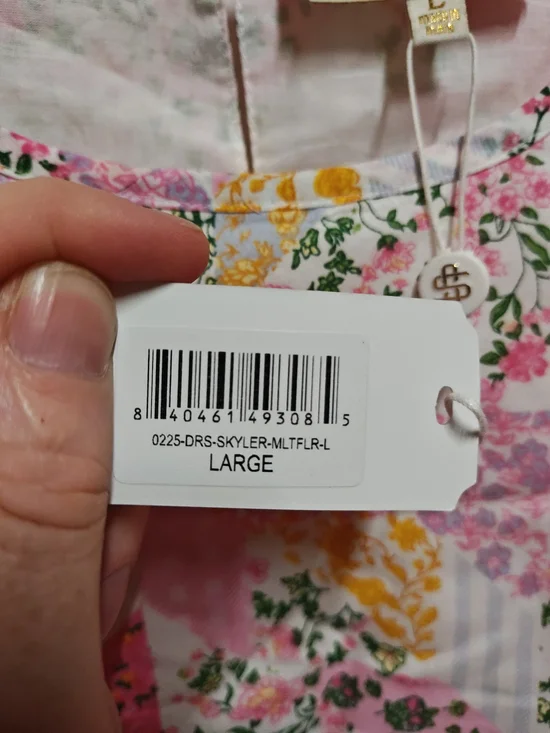 L
8 40461 49308 5
0225-DRS-SKYLER-MLTFLR-L
LARGE